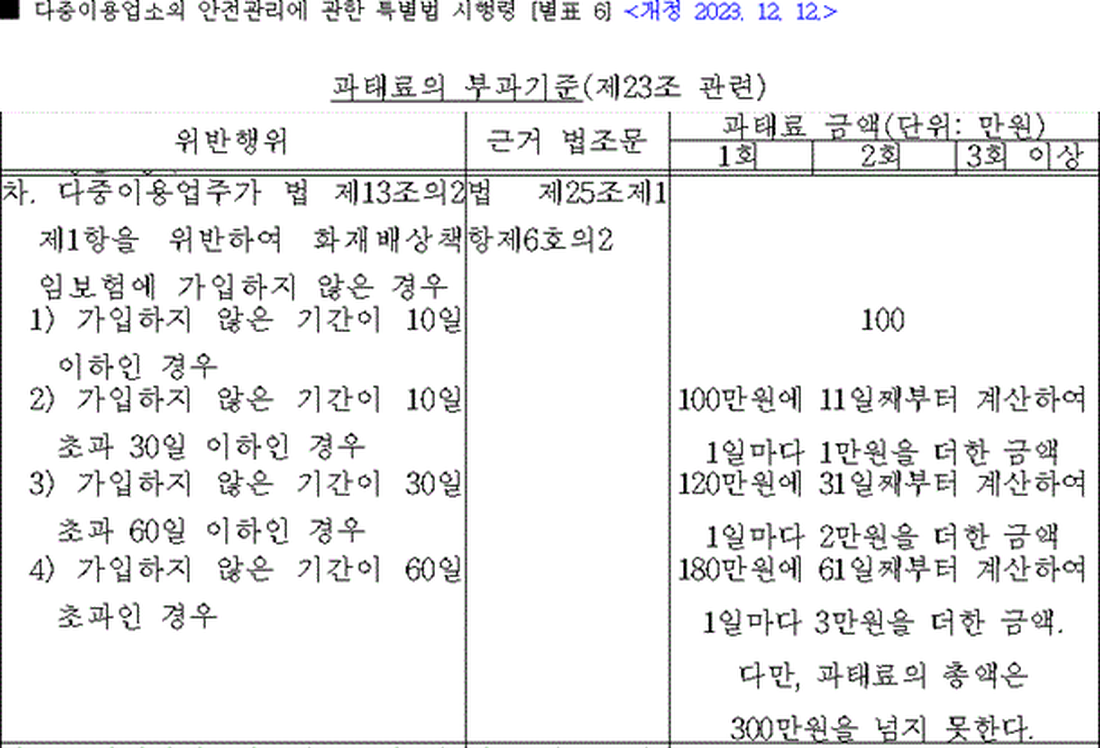 ■ 다중이용업소의 안전관리에 관한 특별법 시행령 [별표 6] <개정 2023. 12. 12.>
과태료의 부과기준(제23조 관련)
위반행위
근거 법조문
과태료 금액(단위: 만원)
1회
2회
3회 이상
차. 다중이용업주가 법 제13조의2
제1항을 위반하여 화재배상책
임보험에 가입하지 않은 경우
법 제25조제1
항제6호의2
1) 가입하지 않은 기간이 10일
이하인 경우
100
2) 가입하지 않은 기간이 10일
초과 30일 이하인 경우
100만원에 11일째부터 계산하여
1일마다 1만원을 더한 금액
3) 가입하지 않은 기간이 30일
초과 60일 이하인 경우
120만원에 31일째부터 계산하여
1일마다 2만원을 더한 금액
4) 가입하지 않은 기간이 60일
초과인 경우
180만원에 61일째부터 계산하여
1일마다 3만원을 더한 금액.
다만, 과태료의 총액은
300만원을 넘지 못한다.